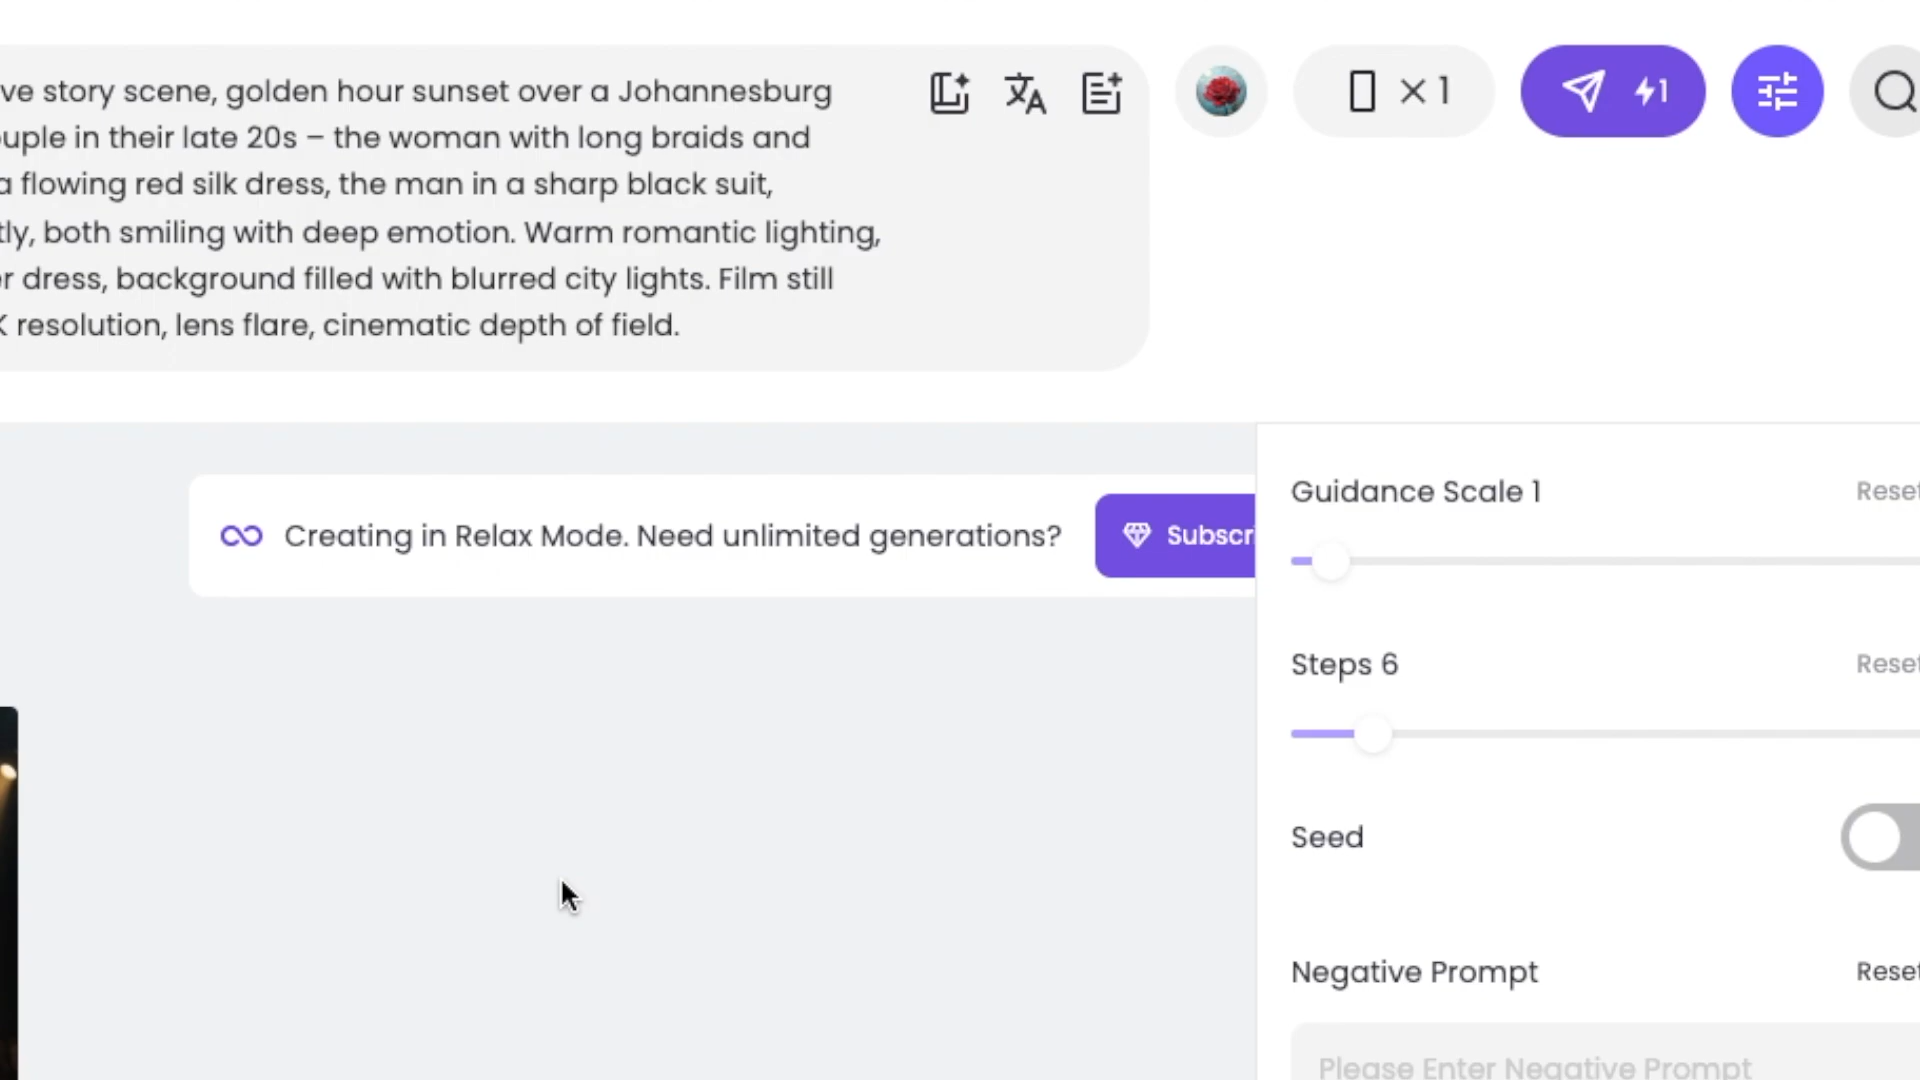 ve story scene, golden hour sunset over a Johannesburg
uple in their late 20s – the woman with long braids and
a flowing red silk dress, the man in a sharp black suit,
tly, both smiling with deep emotion. Warm romantic lighting,
r dress, background filled with blurred city lights. Film still
K resolution, lens flare, cinematic depth of field.
× 1
1
Creating in Relax Mode. Need unlimited generations?
Subscri
Guidance Scale 1
Reset
Steps 6
Reset
Seed
Negative Prompt
Reset
Please Enter Negative Prompt